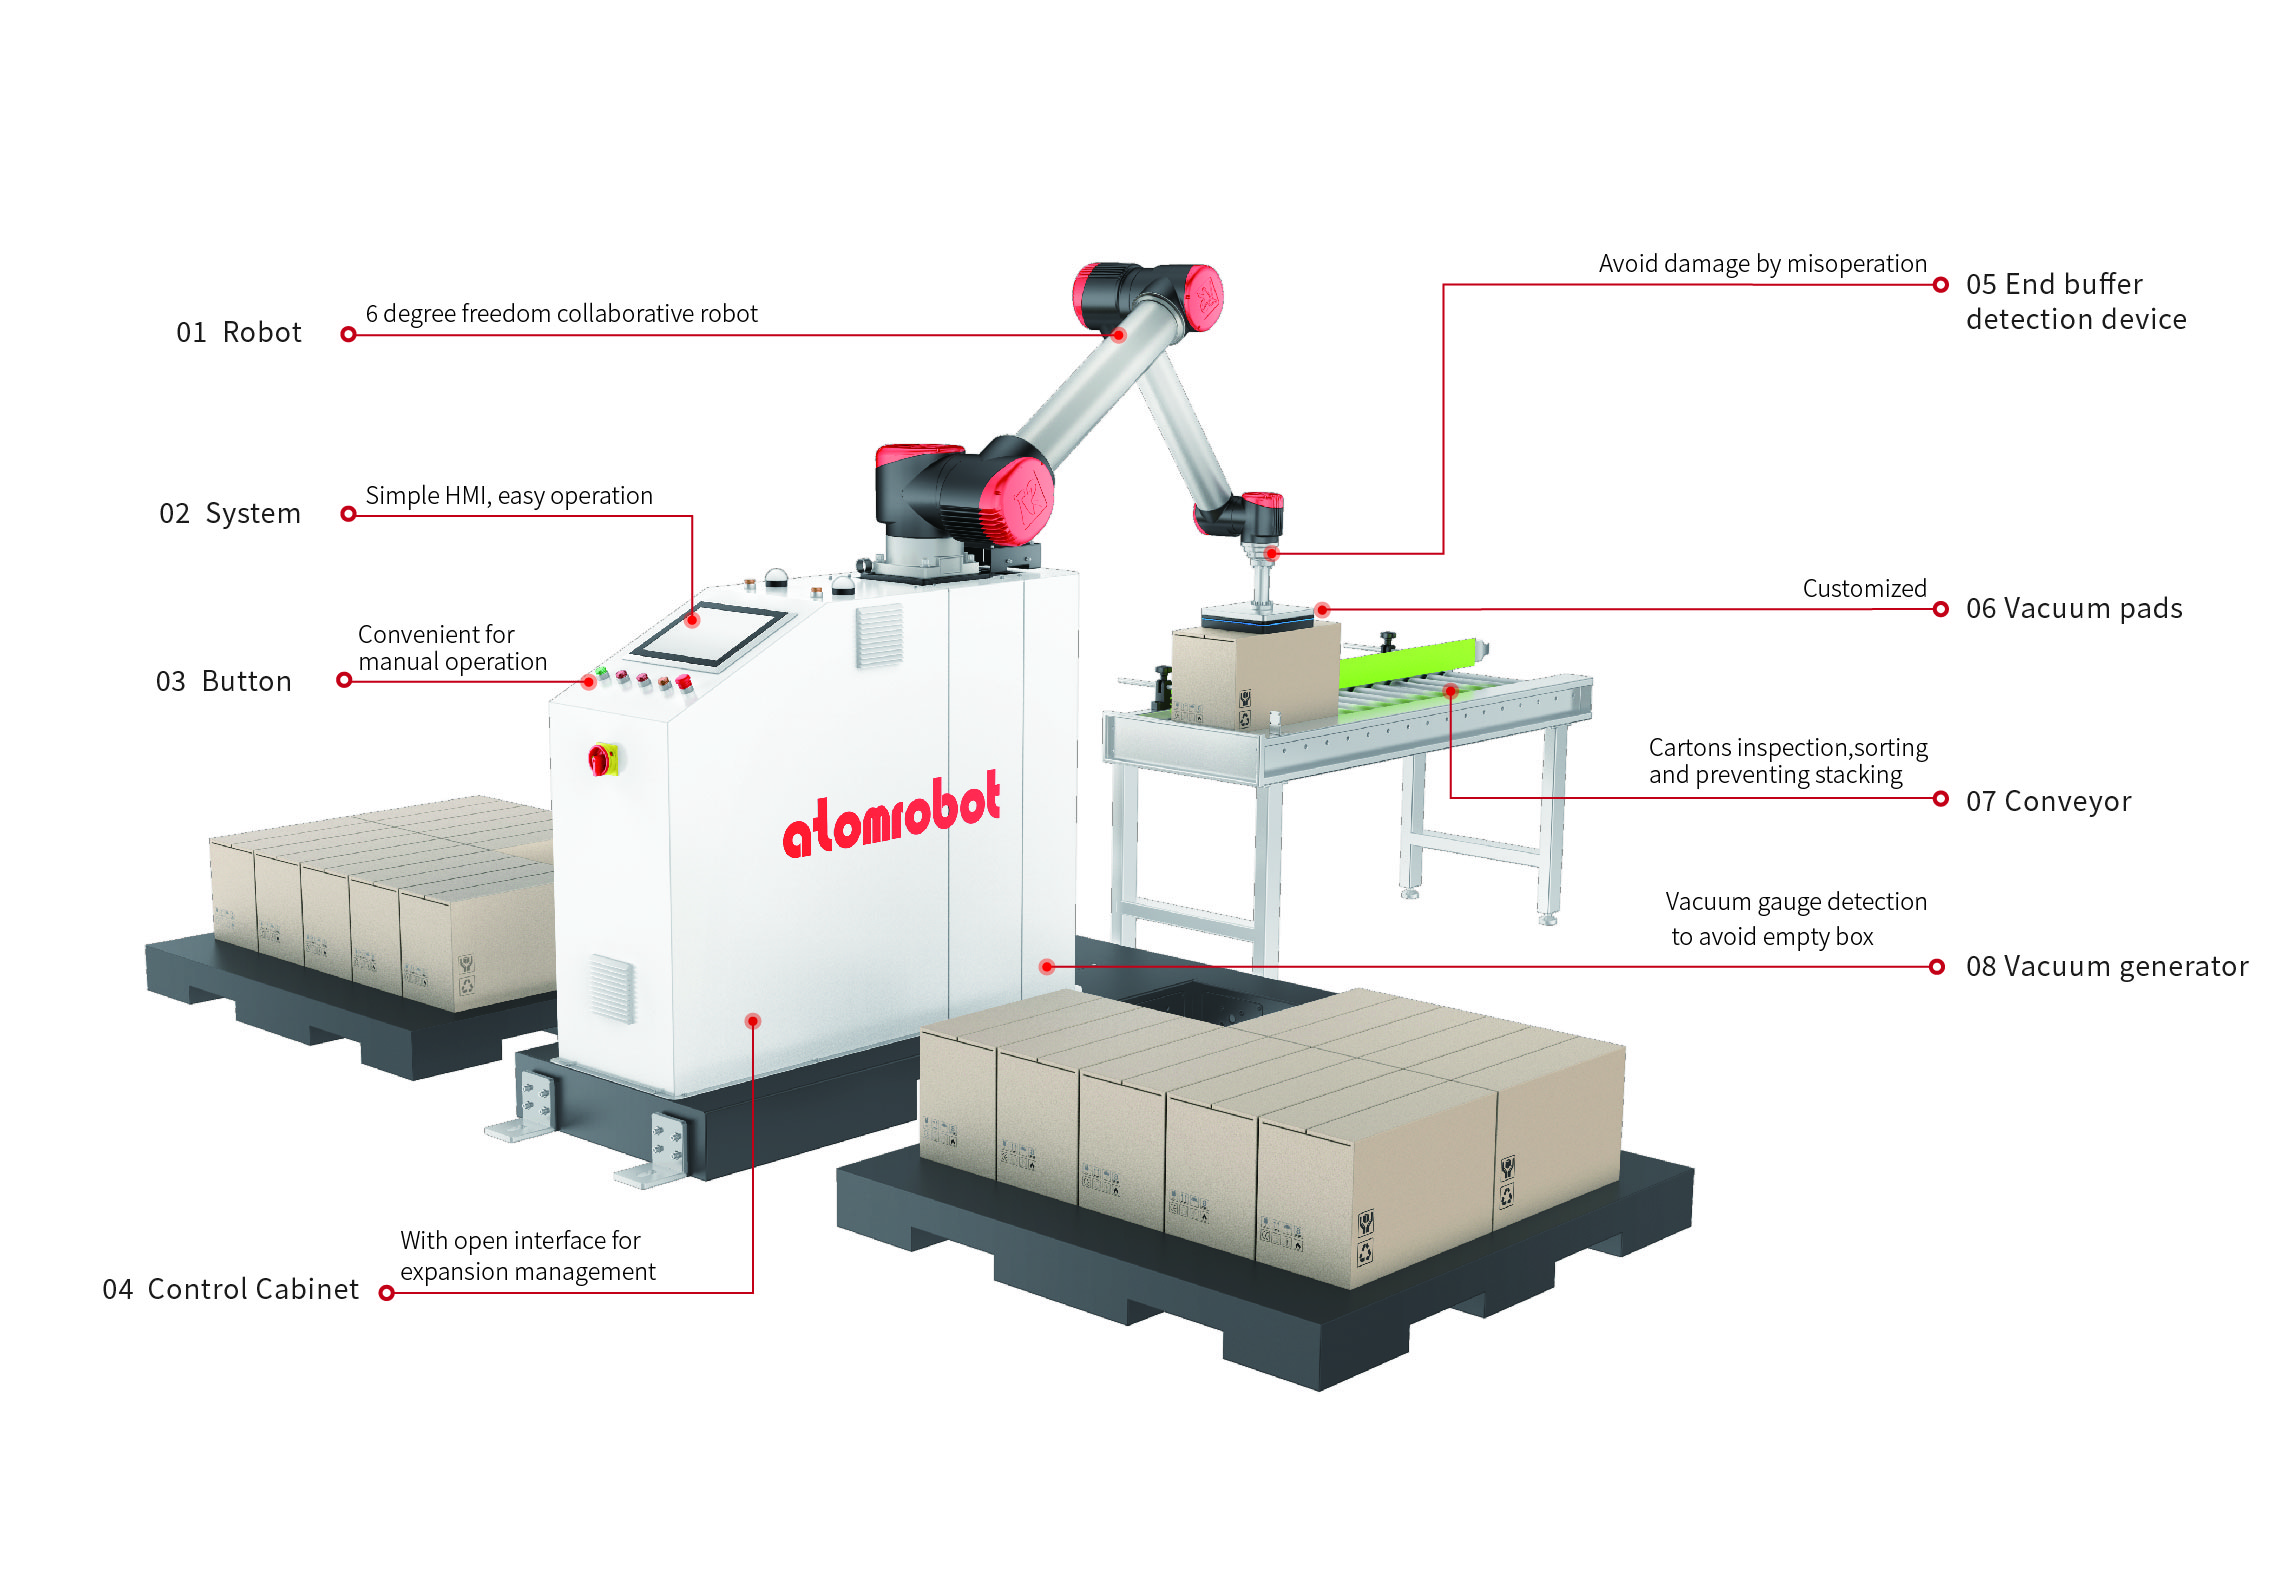 01 Robot
6 degree freedom collaborative robot
02 System
Simple HMI, easy operation
03 Button
Convenient for
manual operation
04 Control Cabinet
With open interface for
expansion management
atomrobot
Avoid damage by misoperation
05 End buffer
detection device
Customized
06 Vacuum pads
Cartons inspection,sorting
and preventing stacking
07 Conveyor
Vacuum gauge detection
to avoid empty box
08 Vacuum generator